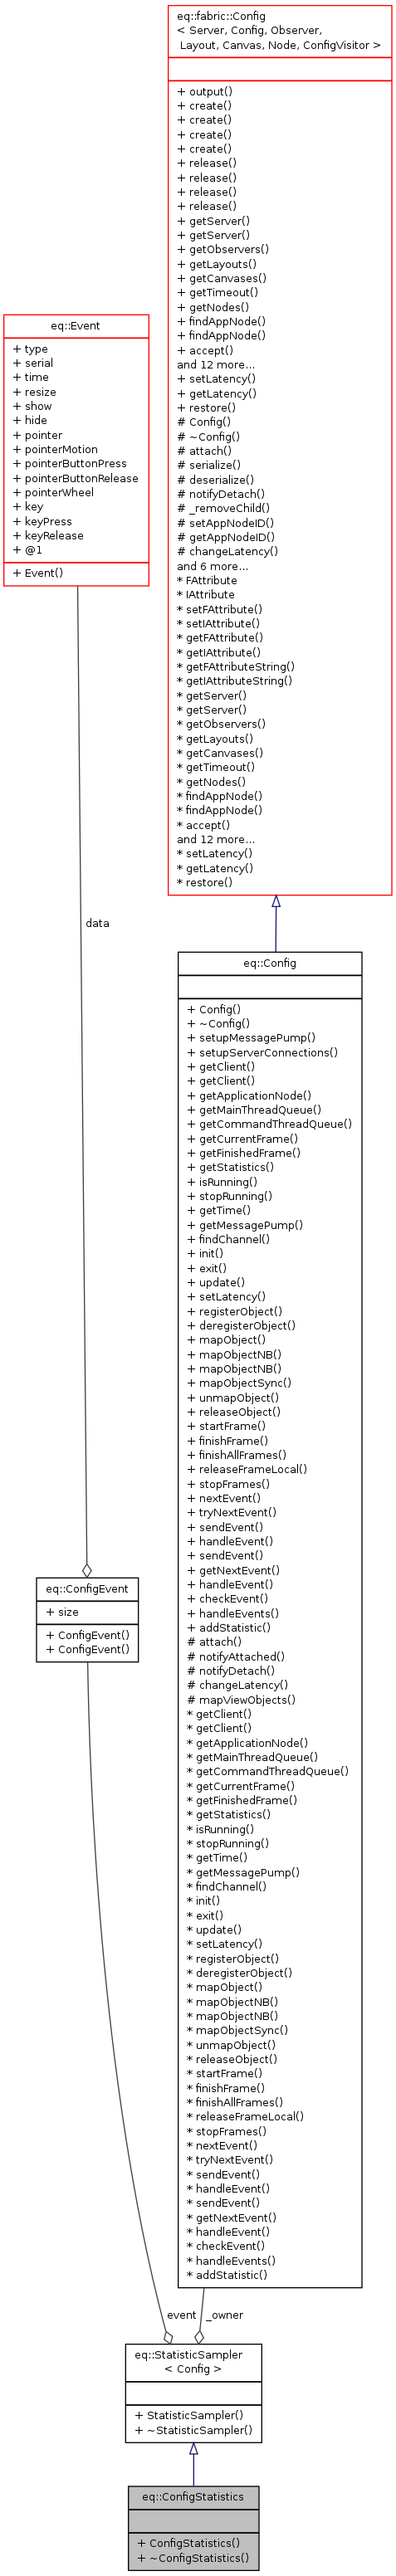 eq::fabric::Config
< Server, Config, Observer,
Layout, Canvas, Node, ConfigVisitor >
+ output()
+ create()
+ create()
+ create()
+ create()
+ release()
+ release()
+ release()
+ release()
+ getServer()
+ getServer()
+ getObservers()
+ getLayouts()
+ getCanvases()
+ getTimeout()
+ getNodes()
+ findAppNode()
+ findAppNode()
+ accept()
and 12 more...
+ setLatency()
+ getLatency()
+ restore()
# Config()
# ~Config()
# attach()
# serialize()
# deserialize()
# notifyDetach()
# _removeChild()
# setAppNodeID()
# getAppNodeID()
# changeLatency()
and 6 more...
* FAttribute
* IAttribute
* setFAttribute()
* setIAttribute()
* getFAttribute()
* getIAttribute()
* getFAttributeString()
* getIAttributeString()
* getServer()
* getServer()
* getObservers()
* getLayouts()
* getCanvases()
* getTimeout()
* getNodes()
* findAppNode()
* findAppNode()
* accept()
and 12 more...
* setLatency()
* getLatency()
* restore()
eq::Event
+ type
+ serial
+ time
+ resize
+ show
+ hide
+ pointer
+ pointerMotion
+ pointerButtonPress
+ pointerButtonRelease
+ pointerWheel
+ key
+ keyPress
+ keyRelease
+ @1
+ Event()
data
eq::Config
+ Config()
+ ~Config()
+ setupMessagePump()
+ setupServerConnections()
+ getClient()
+ getClient()
+ getApplicationNode()
+ getMainThreadQueue()
+ getCommandThreadQueue()
+ getCurrentFrame()
+ getFinishedFrame()
+ getStatistics()
+ isRunning()
+ stopRunning()
+ getTime()
+ getMessagePump()
+ findChannel()
+ init()
+ exit()
+ update()
+ setLatency()
+ registerObject()
+ deregisterObject()
+ mapObject()
+ mapObjectNB()
+ mapObjectNB()
+ mapObjectSync()
+ unmapObject()
+ releaseObject()
+ startFrame()
+ finishFrame()
+ finishAllFrames()
+ releaseFrameLocal()
+ stopFrames()
+ nextEvent()
+ tryNextEvent()
+ sendEvent()
+ handleEvent()
+ sendEvent()
+ getNextEvent()
+ handleEvent()
+ checkEvent()
+ handleEvents()
+ addStatistic()
# attach()
# notifyAttached()
# notifyDetach()
# changeLatency()
# mapViewObjects()
* getClient()
* getClient()
* getApplicationNode()
* getMainThreadQueue()
* getCommandThreadQueue()
* getCurrentFrame()
* getFinishedFrame()
* getStatistics()
* isRunning()
* stopRunning()
* getTime()
* getMessagePump()
* findChannel()
* init()
* exit()
* update()
* setLatency()
* registerObject()
* deregisterObject()
* mapObject()
* mapObjectNB()
* mapObjectNB()
* mapObjectSync()
* unmapObject()
* releaseObject()
* startFrame()
* finishFrame()
* finishAllFrames()
* releaseFrameLocal()
* stopFrames()
* nextEvent()
* tryNextEvent()
* sendEvent()
* handleEvent()
* sendEvent()
* getNextEvent()
* handleEvent()
* checkEvent()
* handleEvents()
* addStatistic()
eq::ConfigEvent
+ size
+ ConfigEvent()
+ ConfigEvent()
event
_owner
eq::StatisticSampler
< Config >
+ StatisticSampler()
+ ~StatisticSampler()
eq::ConfigStatistics
+ ConfigStatistics()
+ ~ConfigStatistics()